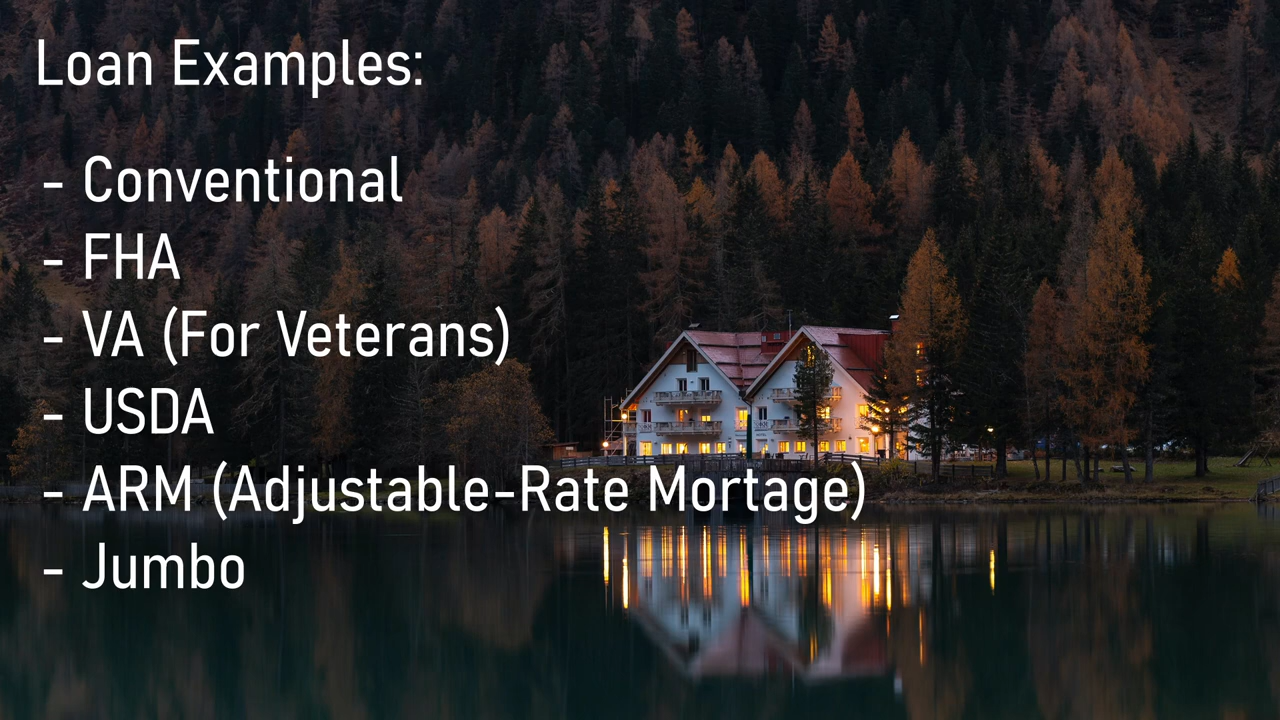 Loan Examples:
- Conventional
- FHA
- VA (For Veterans)
- USDA
- ARM (Adjustable-Rate Mortage)
- Jumbo